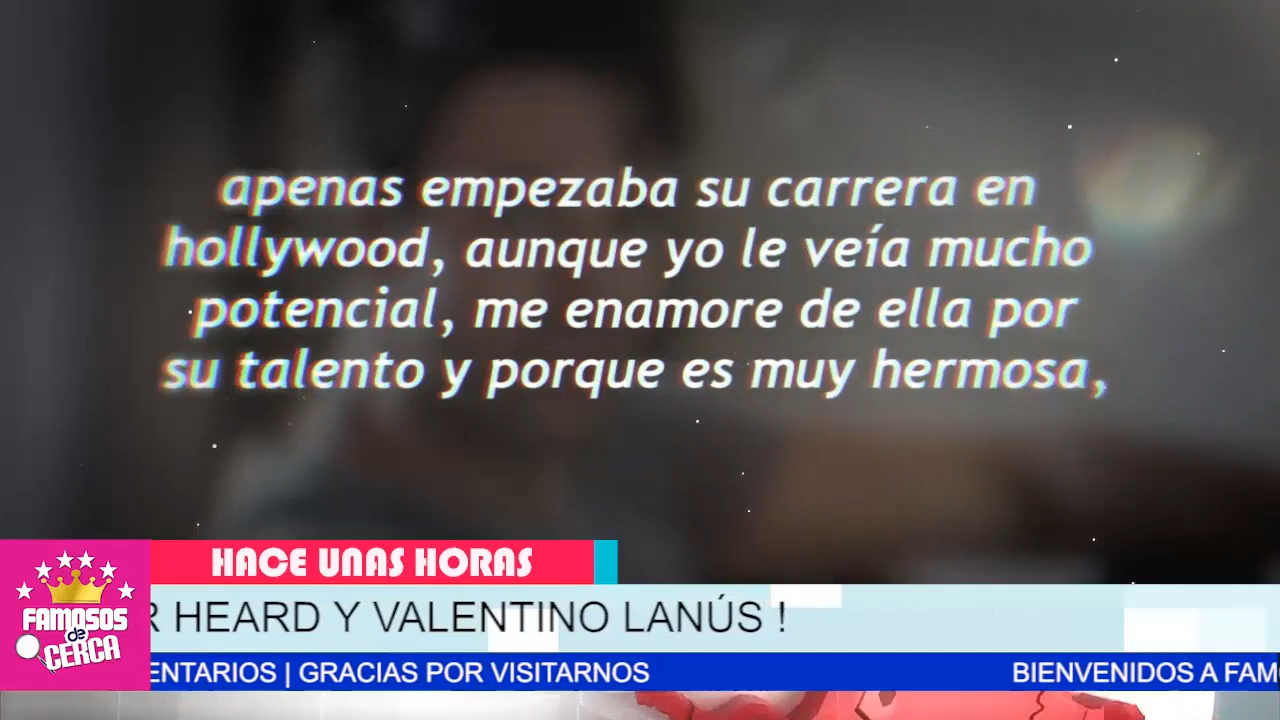 apenas empezaba su carrera en
hollywood, aunque yo le veía mucho
potencial, me enamore de ella por
su talento y porque es muy hermosa,
HACE UNAS HORAS
FAMOSOS
de
CERCA
R HEARD Y VALENTINO LANÚS !
ENTARIOS | GRACIAS POR VISITARNOS
BIENVENIDOS A FAM